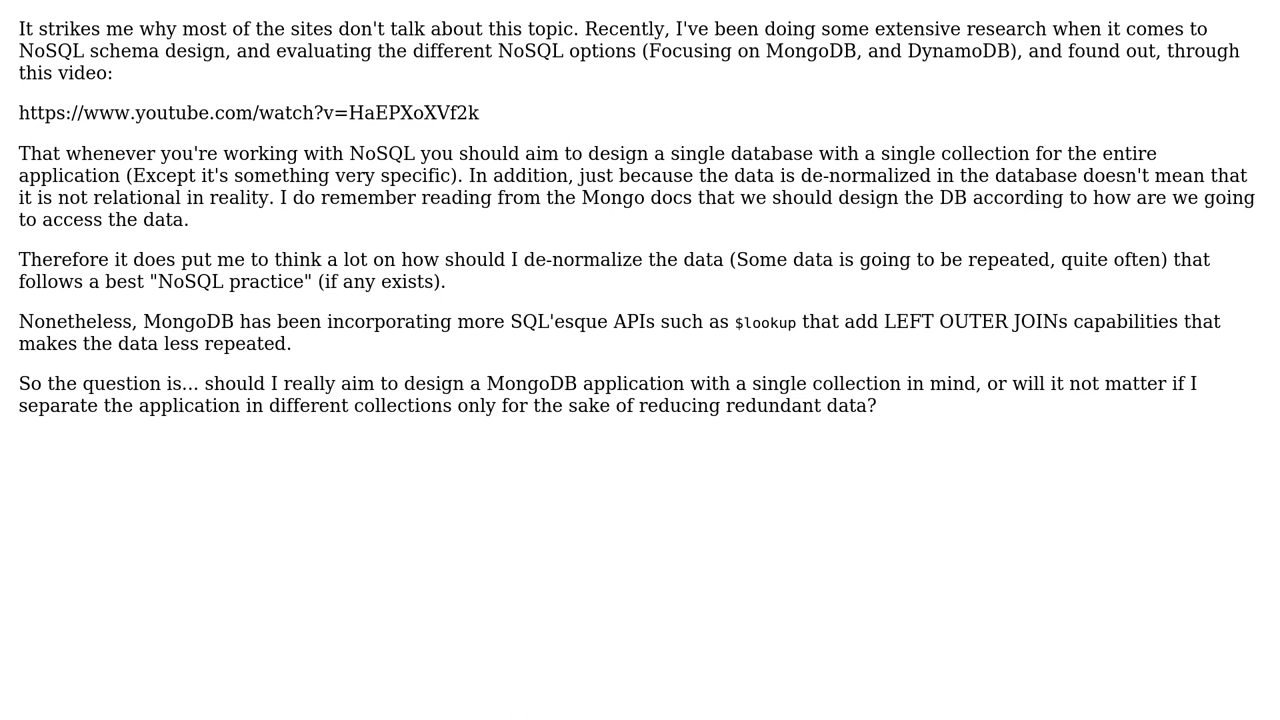 It strikes me why most of the sites don't talk about this topic. Recently, I've been doing some extensive research when it comes to
NoSQL schema design, and evaluating the different NoSQL options (Focusing on MongoDB, and DynamoDB), and found out, through
this video:
https://www.youtube.com/watch?v=HaEPXoXVf2k
That whenever you're working with NoSQL you should aim to design a single database with a single collection for the entire
application (Except it's something very specific). In addition, just because the data is de-normalized in the database doesn't mean that
it is not relational in reality. I do remember reading from the Mongo docs that we should design the DB according to how are we going
to access the data.
Therefore it does put me to think a lot on how should I de-normalize the data (Some data is going to be repeated, quite often) that
follows a best "NoSQL practice" (if any exists).
Nonetheless, MongoDB has been incorporating more SQL'esque APIs such as $lookup that add LEFT OUTER JOINs capabilities that
makes the data less repeated.
So the question is... should I really aim to design a MongoDB application with a single collection in mind, or will it not matter if I
separate the application in different collections only for the sake of reducing redundant data?